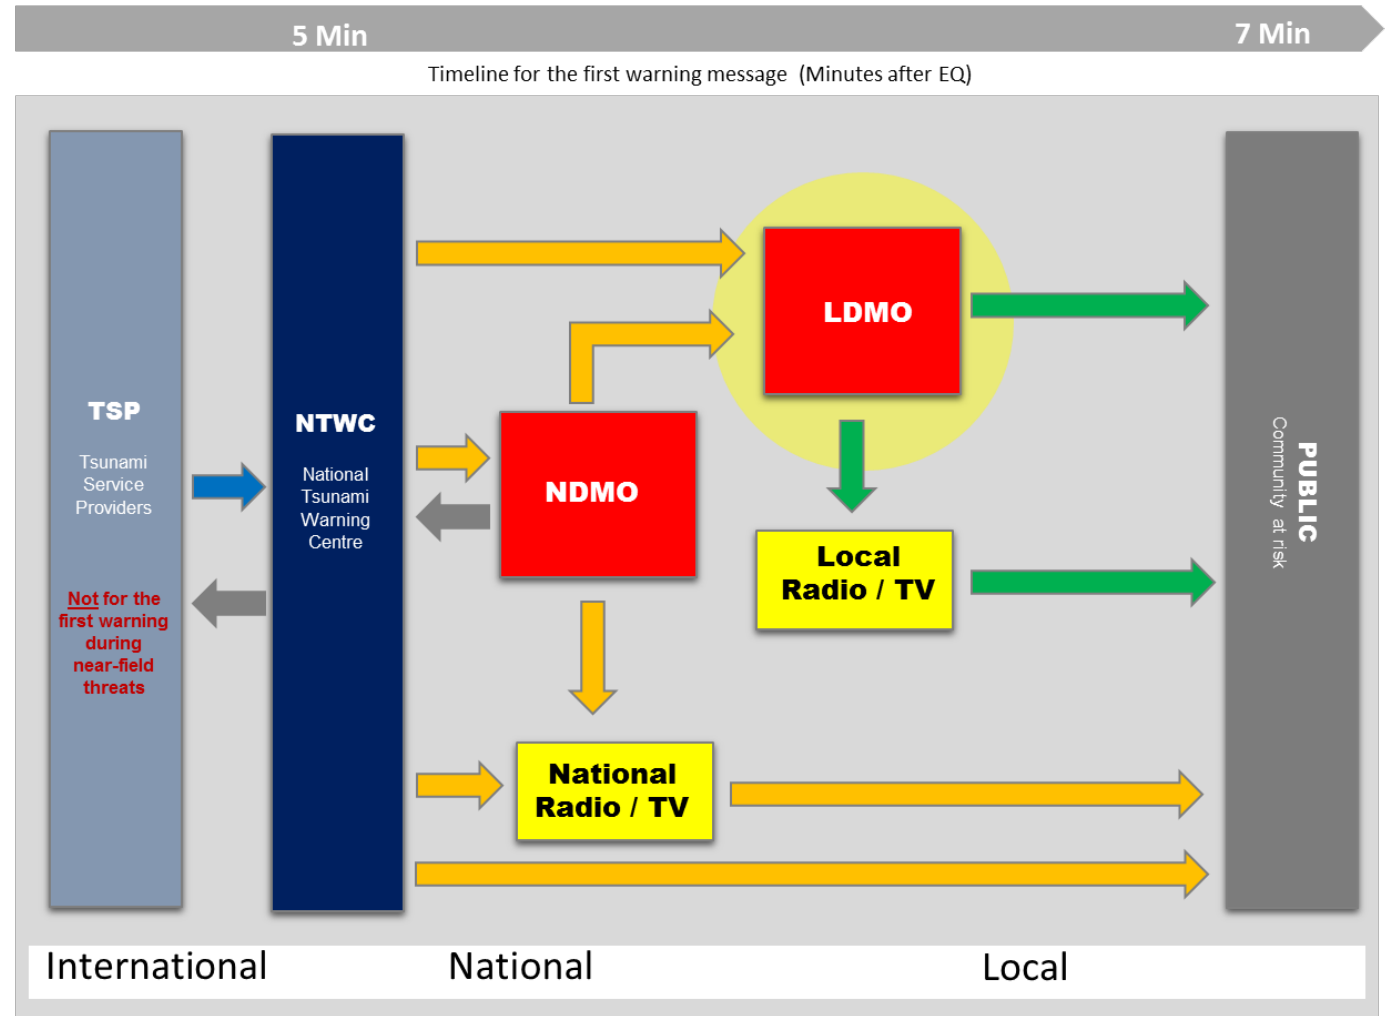 5 Min
7 Min
Timeline for the first warning message (Minutes after EQ)
TSP
Tsunami
Service
Providers
Not for the
first warning
during
near-field
threats
NTWC
National
Tsunami
Warning
Centre
LDMO
NDMO
Local
Radio / TV
National
Radio / TV
PUBLIC
Community at risk
International
National
Local